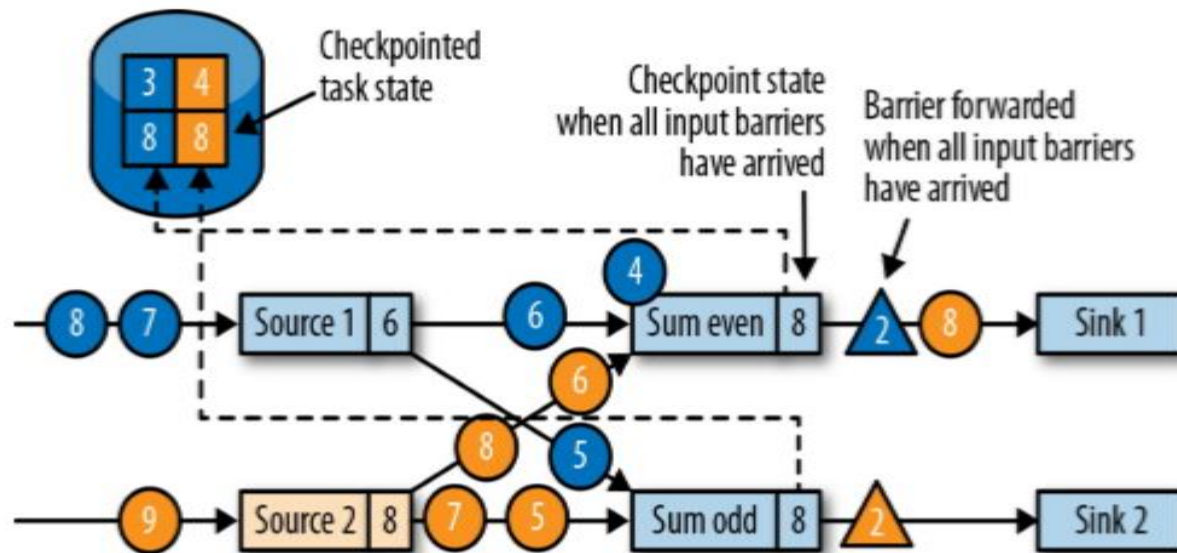 Checkpointed
task state
3 4
8 8
Checkpoint state
when all input barriers
have arrived
Barrier forwarded
when all input barriers
have arrived
4
8 7 Source 1 6 6 Sum even 8 2 8 Sink 1
6
8 5
9 Source 2 8 7 5 Sum odd 8 2 Sink 2